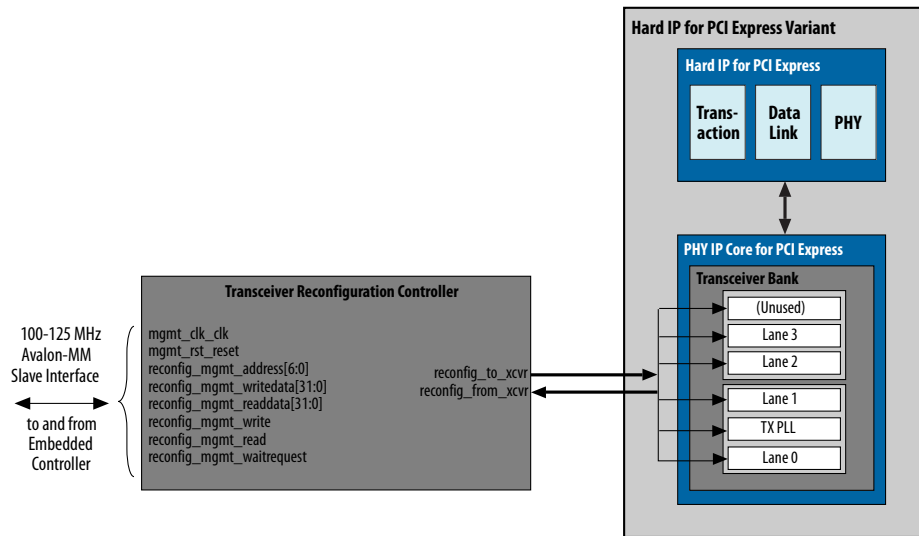 Hard IP for PCI Express Variant
Hard IP for PCI Express
Trans-
action
Data
Link
PHY
PHY IP Core for PCI Express
Transceiver Bank
(Unused)
Lane 3
Lane 2
Lane 1
TX PLL
Lane 0
Transceiver Reconfiguration Controller
mgmt_clk_clk
mgmt_rst_reset
reconfig_mgmt_address[6:0]
reconfig_mgmt_writedata[31:0]
reconfig_mgmt_readdata[31:0]
reconfig_mgmt_write
reconfig_mgmt_read
reconfig_mgmt_waitrequest
reconfig_to_xcvr
reconfig_from_xcvr
100-125 MHz
Avalon-MM
Slave Interface
to and from
Embedded
Controller